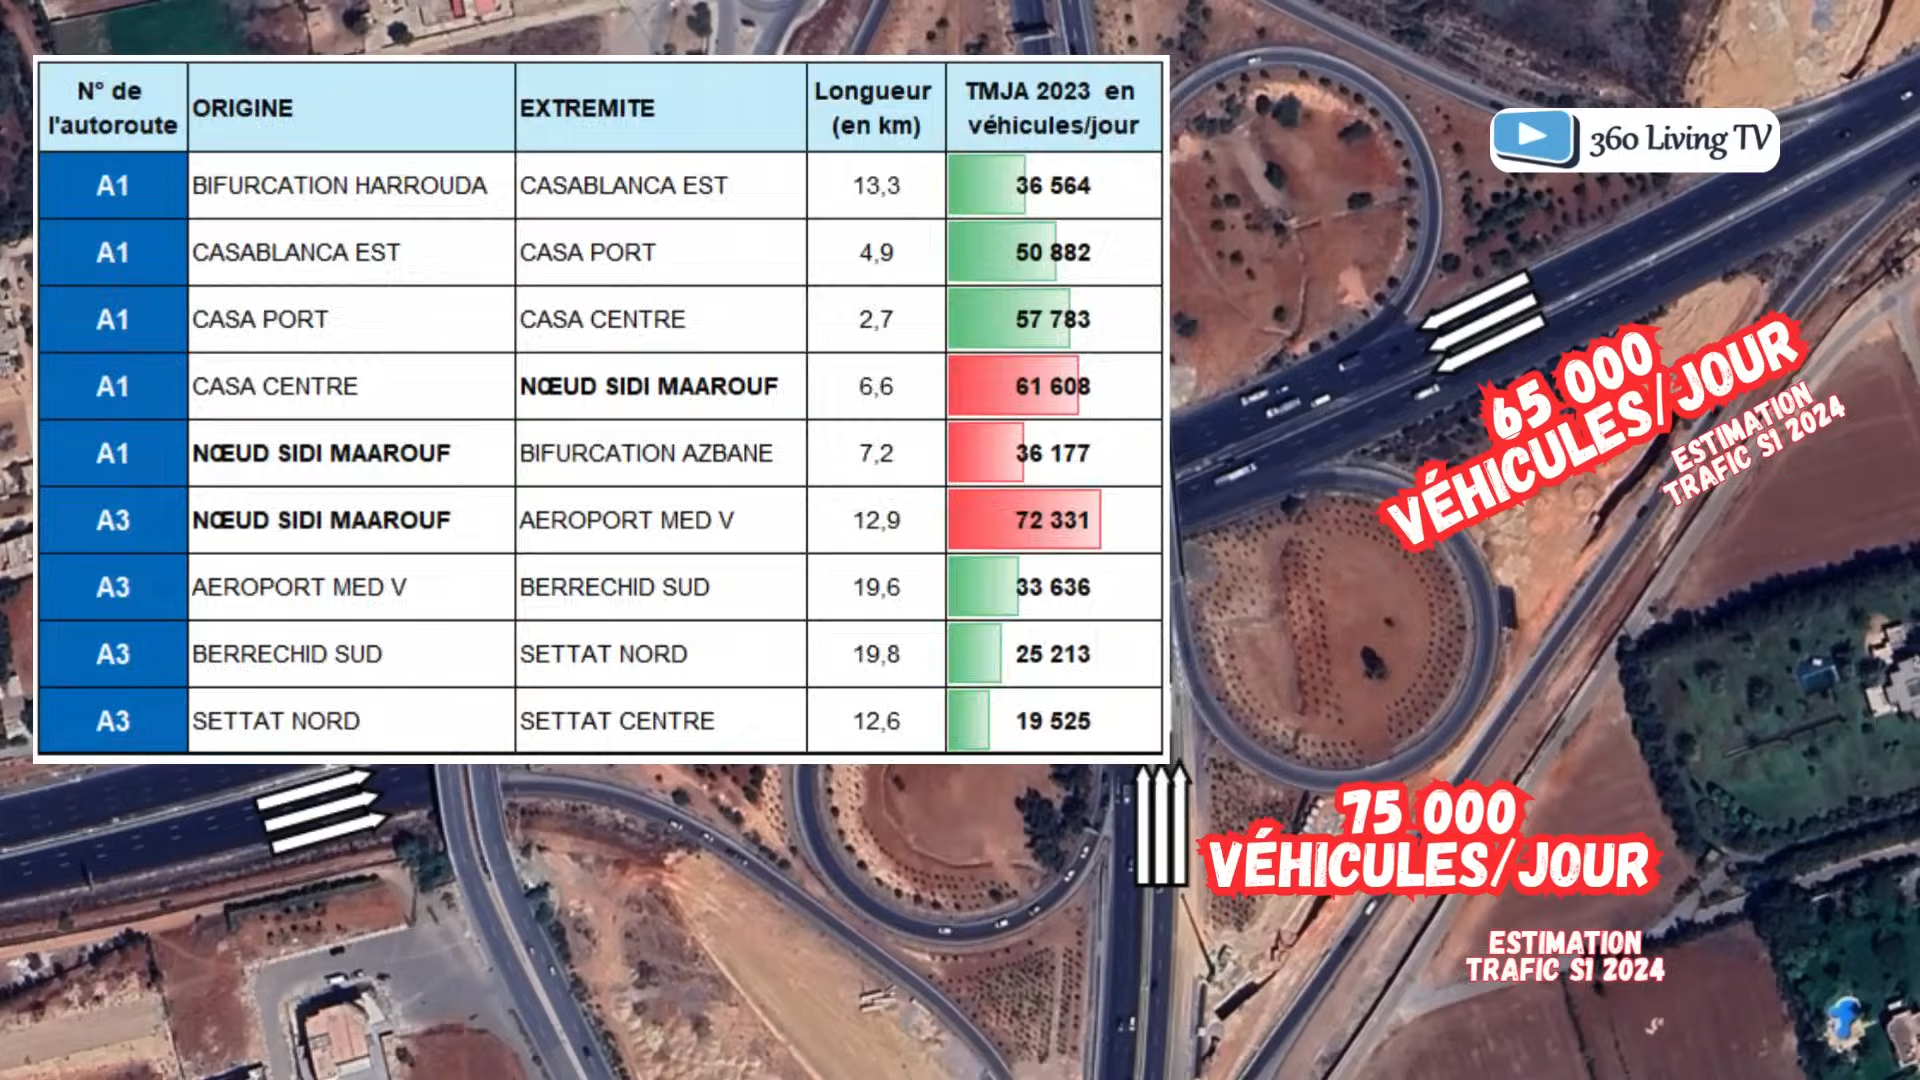 N° de l'autoroute ORIGINE EXTREMITE Longueur (en km) TMJA 2023 en véhicules/jour
A1 BIFURCATION HARROUDA CASABLANCA EST 13,3 36 564
A1 CASABLANCA EST CASA PORT 4,9 50 882
A1 CASA PORT CASA CENTRE 2,7 57 783
A1 CASA CENTRE NŒUD SIDI MAAROUF 6,6 61 608
A1 NŒUD SIDI MAAROUF BIFURCATION AZBANE 7,2 36 177
A3 NŒUD SIDI MAAROUF AEROPORT MED V 12,9 72 331
A3 AEROPORT MED V BERRECHID SUD 19,6 33 636
A3 BERRECHID SUD SETTAT NORD 19,8 25 213
A3 SETTAT NORD SETTAT CENTRE 12,6 19 525
360 Living TV
65 000
VÉHICULES/JOUR
ESTIMATION
TRAFIC S1 2024
75 000
VÉHICULES/JOUR
ESTIMATION
TRAFIC S1 2024